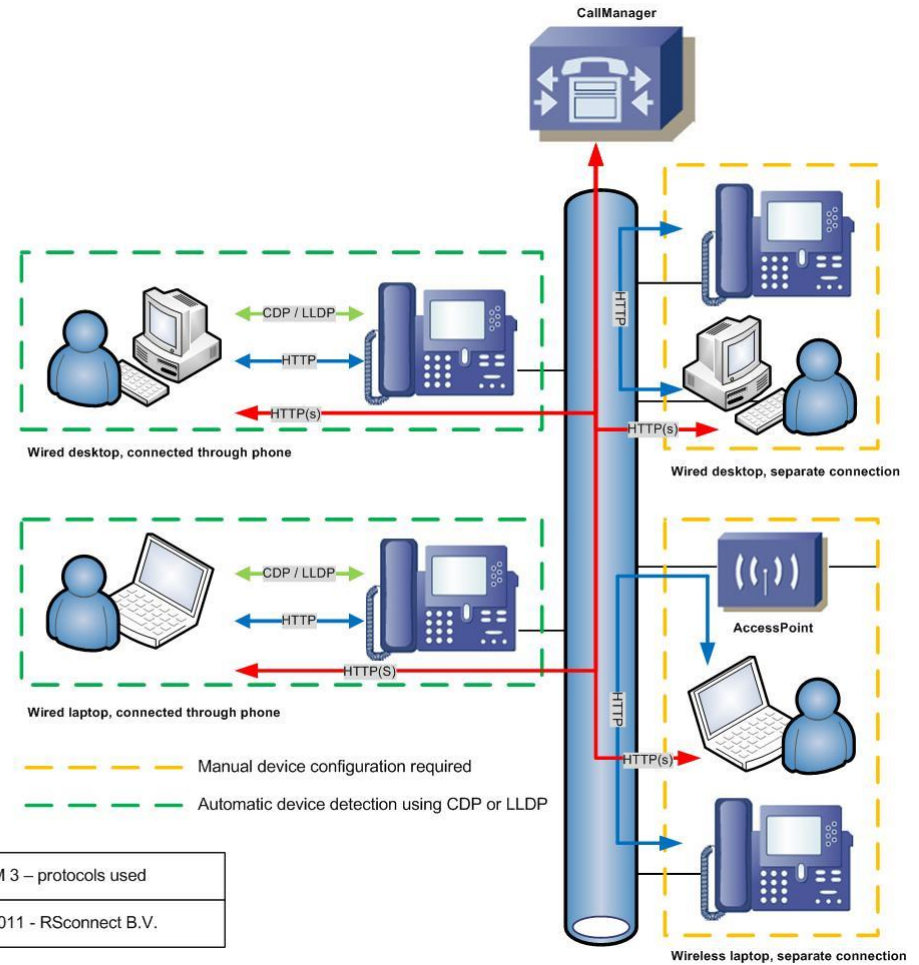 CallManager
CDP / LLDP
HTTP
HTTP(s)
Wired desktop, connected through phone
HTTP
HTTP(s)
Wired desktop, separate connection
CDP / LLDP
HTTP
HTTP(S)
Wired laptop, connected through phone
AccessPoint
HTTP
HTTP(s)
Wireless laptop, separate connection
Manual device configuration required
Automatic device detection using CDP or LLDP
3 – protocols used
011 - RSconnect B.V.